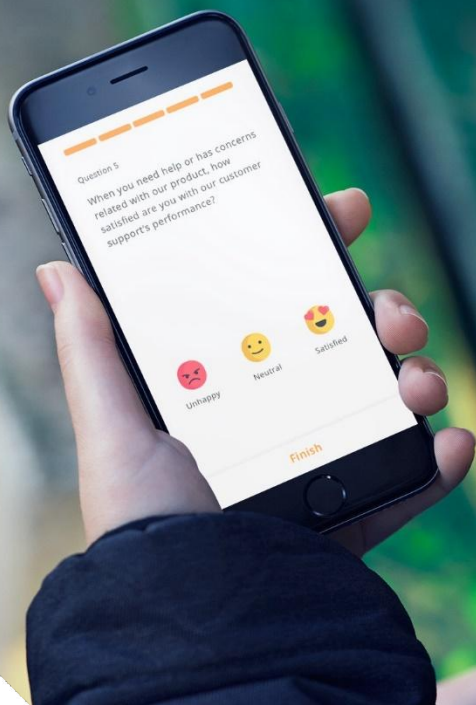 Question 5
When you need help or has concerns
related with our product, how
satisfied are you with our customer
support's performance?
Unhappy
Neutral
Satisfied
Finish